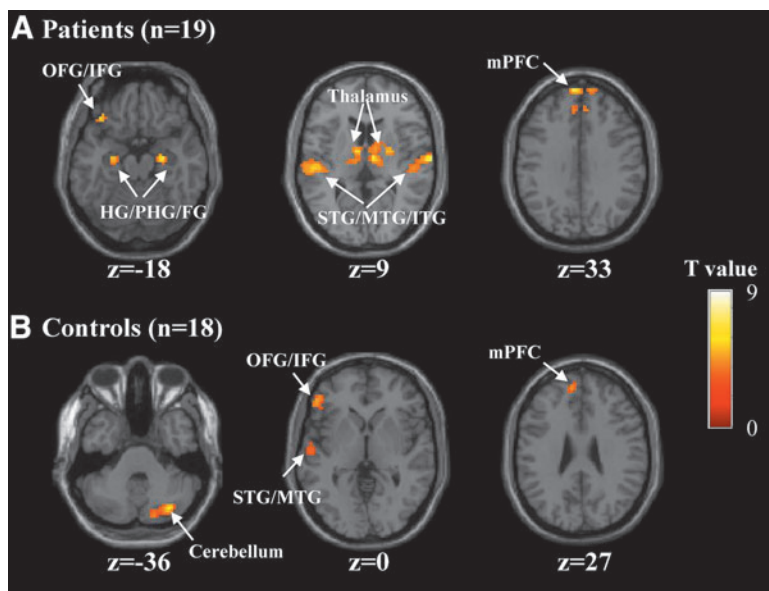 A Patients (n=19)
OFG/IFG
HG/PHG/FG
z=-18
Thalamus
STG/MTG/ITG
z=9
mPFC
z=33
T value
9
0
B Controls (n=18)
Cerebellum
z=-36
OFG/IFG
STG/MTG
z=0
mPFC
z=27